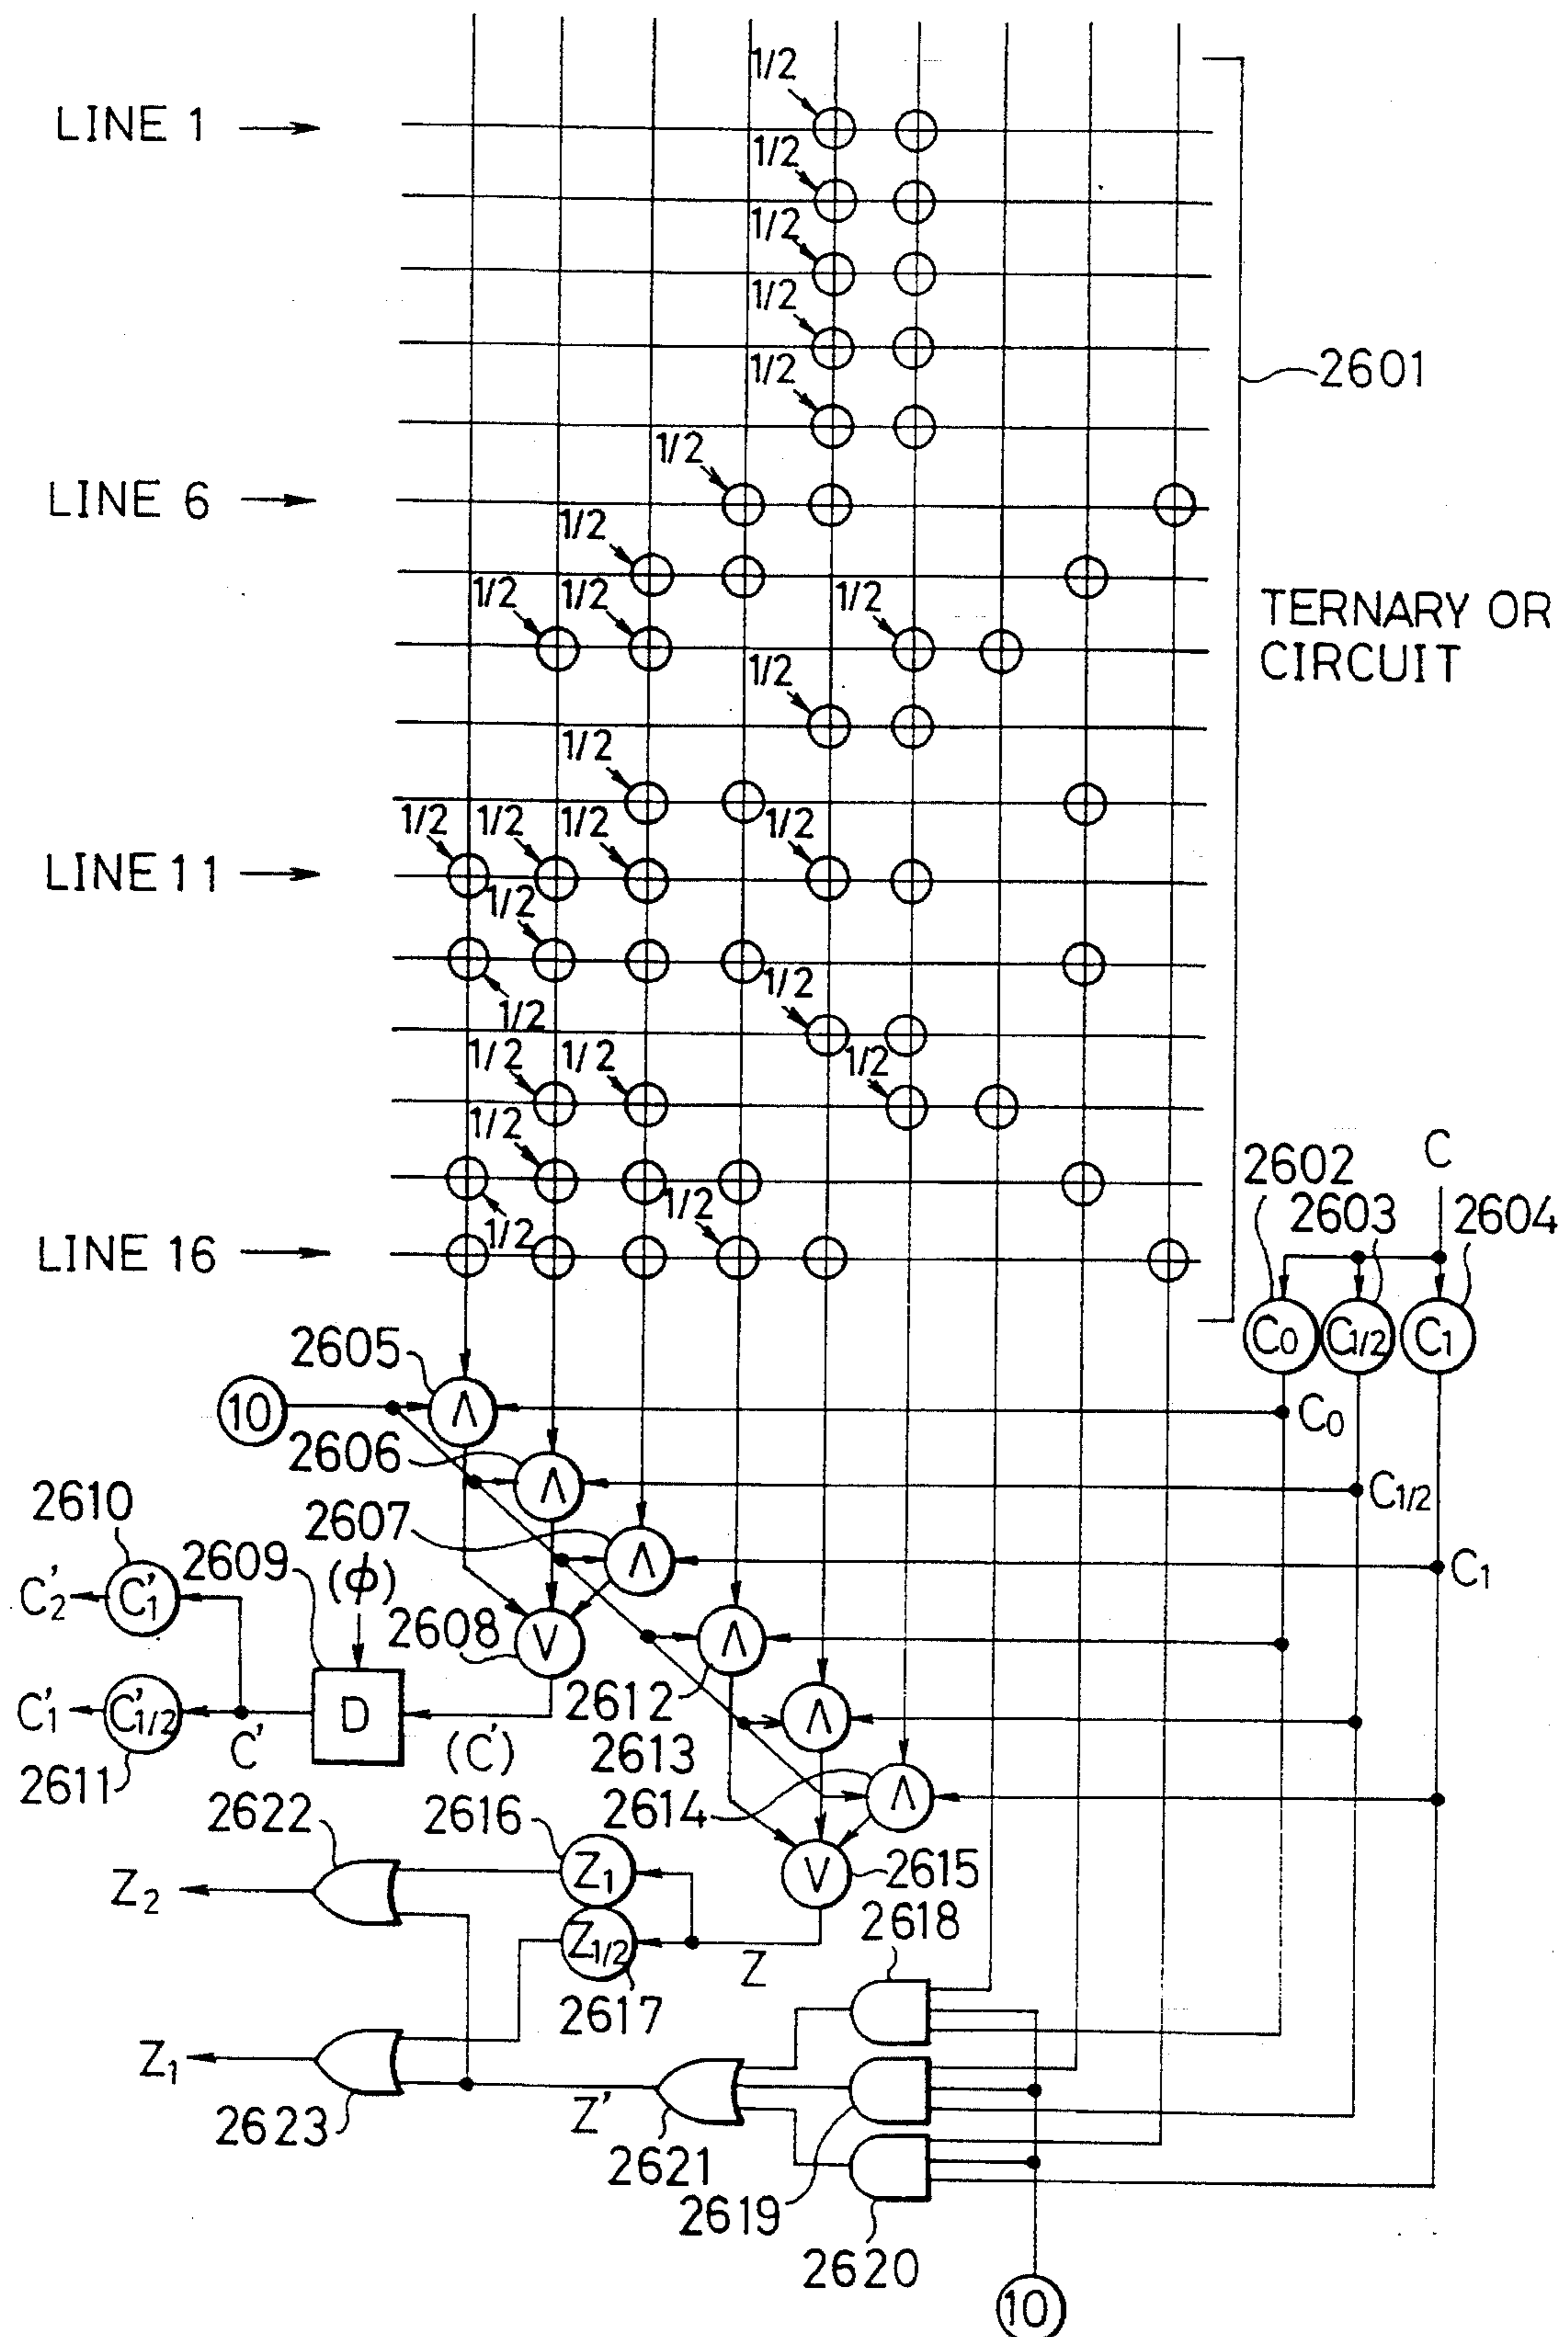 1/2
LINE 1
1/2
1/2
1/2
1/2
2601
1/2
LINE 6
1/2
1/2 1/2 1/2
TERNARY OR
CIRCUIT
1/2
1/2
1/2 1/2 1/2 1/2
LINE 11
1/2
1/2
1/2
1/2 1/2 1/2
1/2
C
2602
2603 2604
1/2
1/2
LINE 16
C0 C1/2 C1
2605
10 Λ C0
2606
Λ C1/2
2610 2607
2609 (ϕ) Λ C1
C'2 C'1
2608 V Λ
2612
C'1 C'1/2 C' D (C') Λ
2613
2611
2614 Λ
2622 2616
Z2 Z1 V 2615
2618
Z1/2 Z
2617
Z1
2623 Z' 2621
2619
2620
10